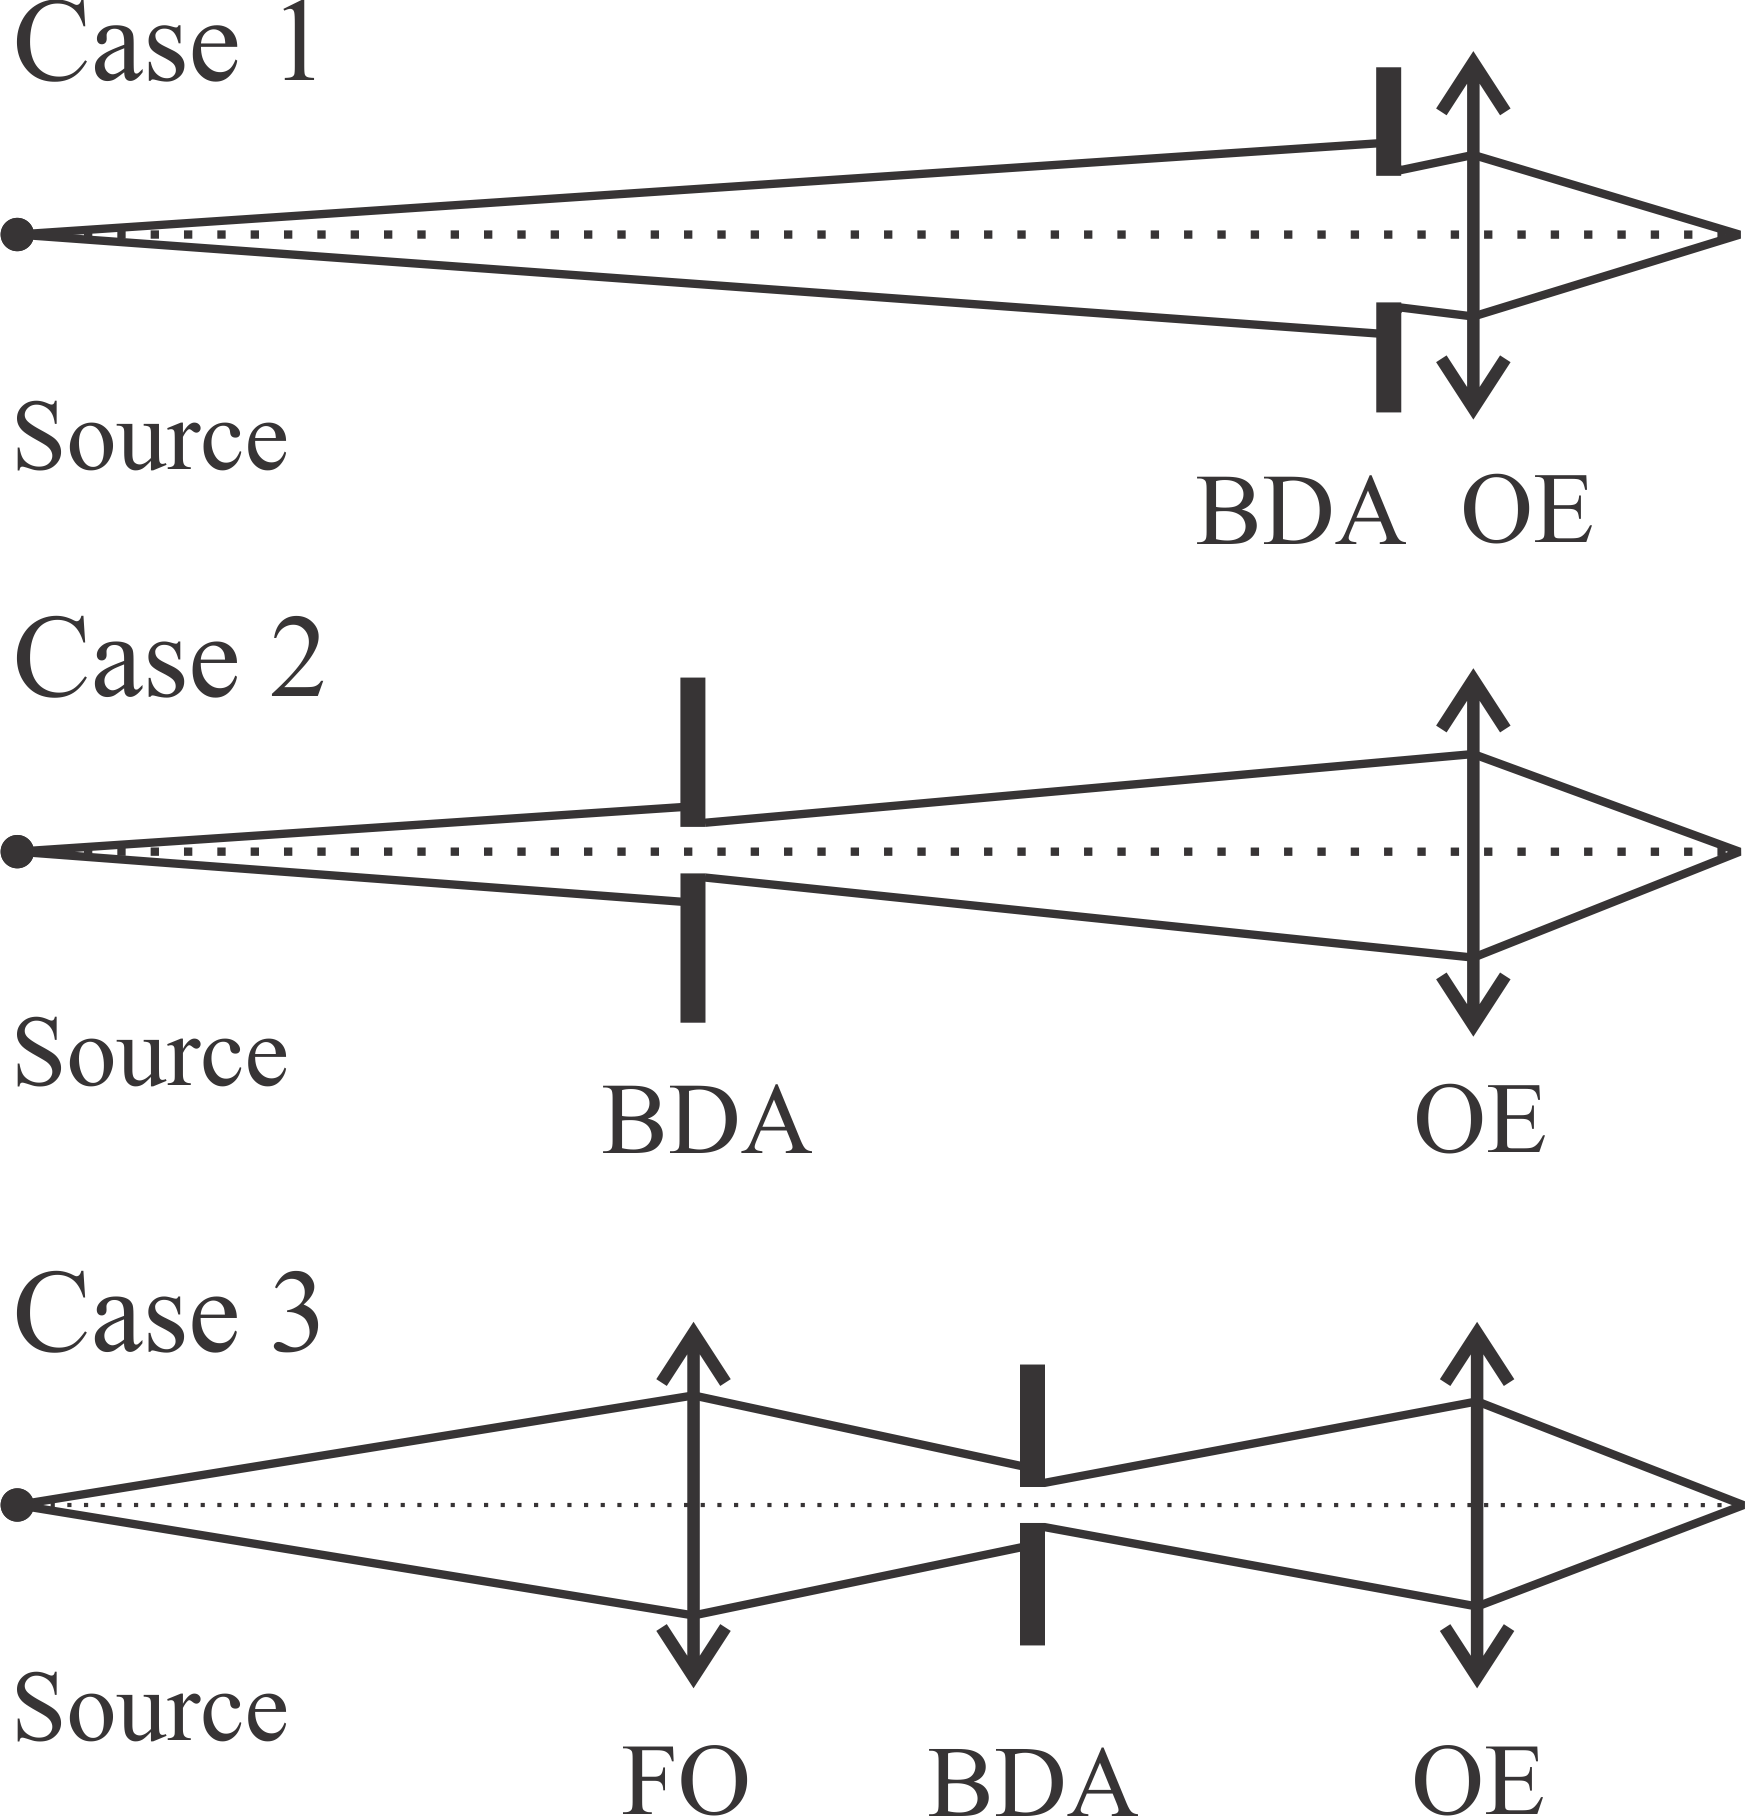 Case 1
Source
BDA OE
Case 2
Source
BDA OE
Case 3
Source
FO BDA OE